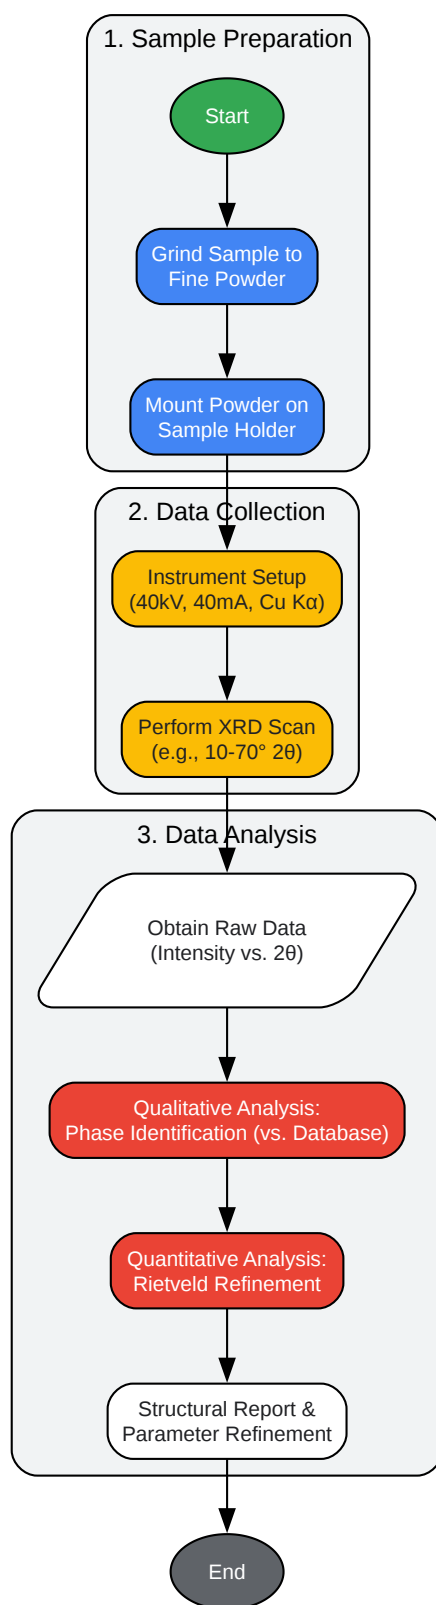 1. Sample Preparation
Start
Grind Sample to
Fine Powder
Mount Powder on
Sample Holder
2. Data Collection
Instrument Setup
(40kV, 40mA, Cu Kα)
Perform XRD Scan
(e.g., 10-70° 2θ)
3. Data Analysis
Obtain Raw Data
(Intensity vs. 2θ)
Qualitative Analysis:
Phase Identification (vs. Database)
Quantitative Analysis:
Rietveld Refinement
Structural Report &
Parameter Refinement
End